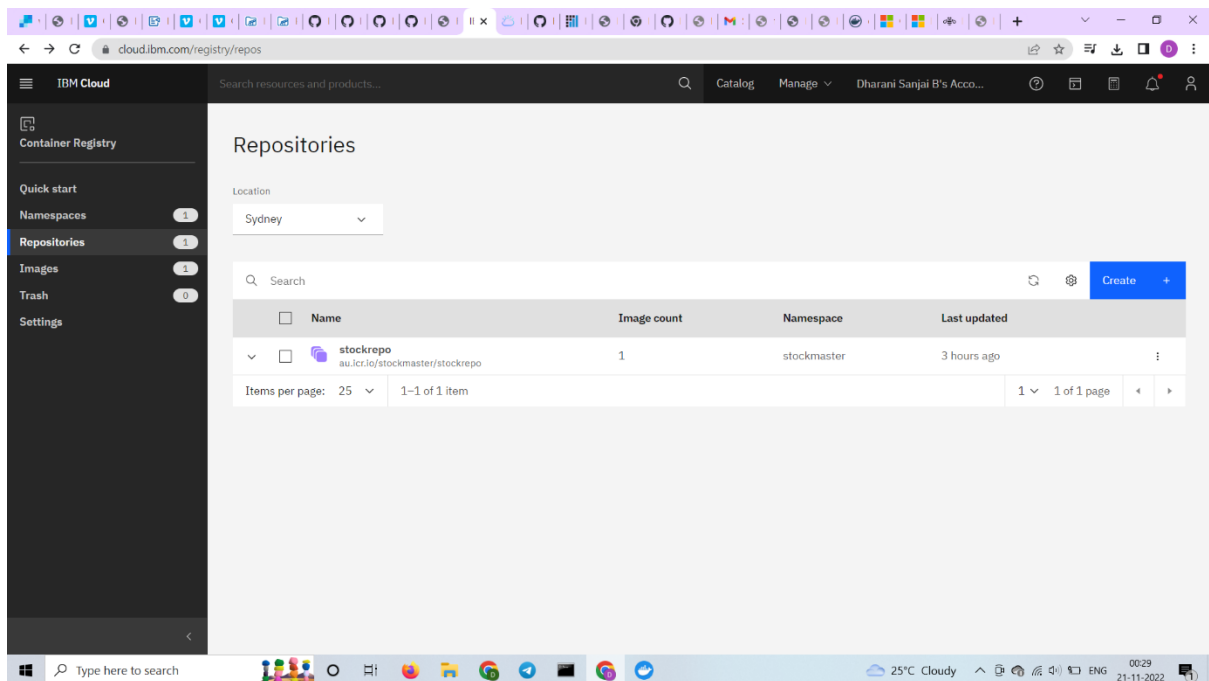 cloud.ibm.com/registry/repos
D
IBM Cloud
Search resources and products...
Catalog
Manage
Dharani Sanjai B's Acco...
Container Registry
Quick start
Namespaces 1
Repositories 1
Images 1
Trash 0
Settings
Repositories
Location
Sydney
Search
Create +
Name Image count Namespace Last updated
stockrepo
au.icr.io/stockmaster/stockrepo
1 stockmaster 3 hours ago
Items per page: 25 1–1 of 1 item 1 1 of 1 page
Type here to search
25°C Cloudy ENG
00:29
21-11-2022